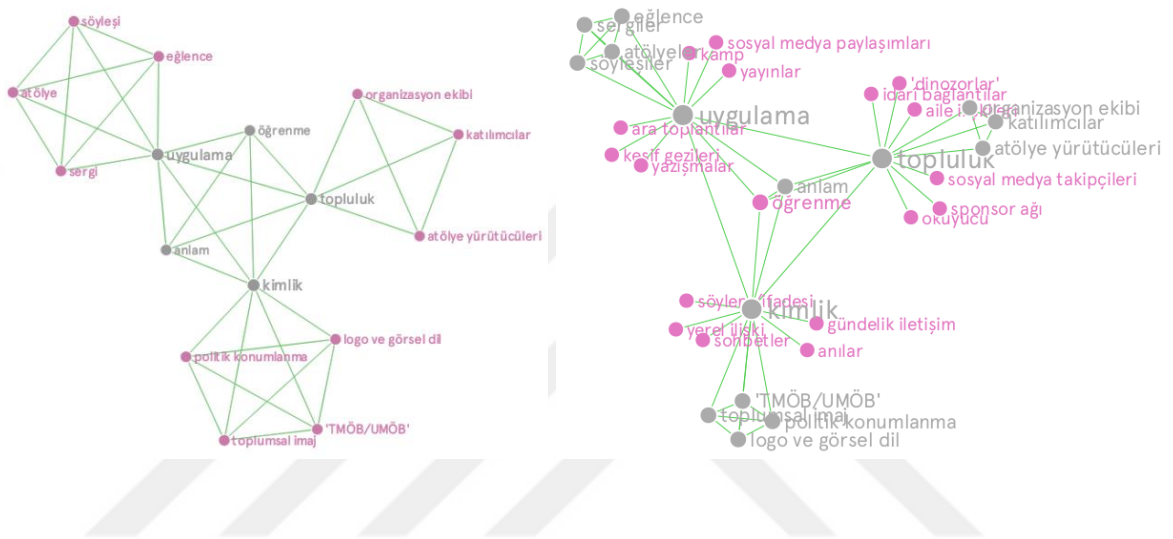 söyleşi
eğlence
atölye
organizasyon ekibi
öğrenme
katılımcılar
uygulama
sergi
topluluk
atölye yürütücüleri
anlam
kimlik
logo ve görsel dil
politik konumlanma
'TMÖB/UMÖB'
toplumsal imaj
eğlence
sergiler
atölyeler
söyleşiler
sosyal medya paylaşımları
kamp
yayınlar
uygulama
ara toplantılar
keşif gezileri
yazışmalar
'dinozorlar'
idari bağlantılar
organizasyon ekibi
katılımcılar
atölye yürütücüleri
topluluk
sosyal medya takipçileri
sponsor ağı
okuyucu
anlam
öğrenme
kimlik
yerel ilişki
sohbetler
gündelik iletişim
anılar
'TMÖB/UMÖB'
toplumsal imaj
politik konumlanma
logo ve görsel dil